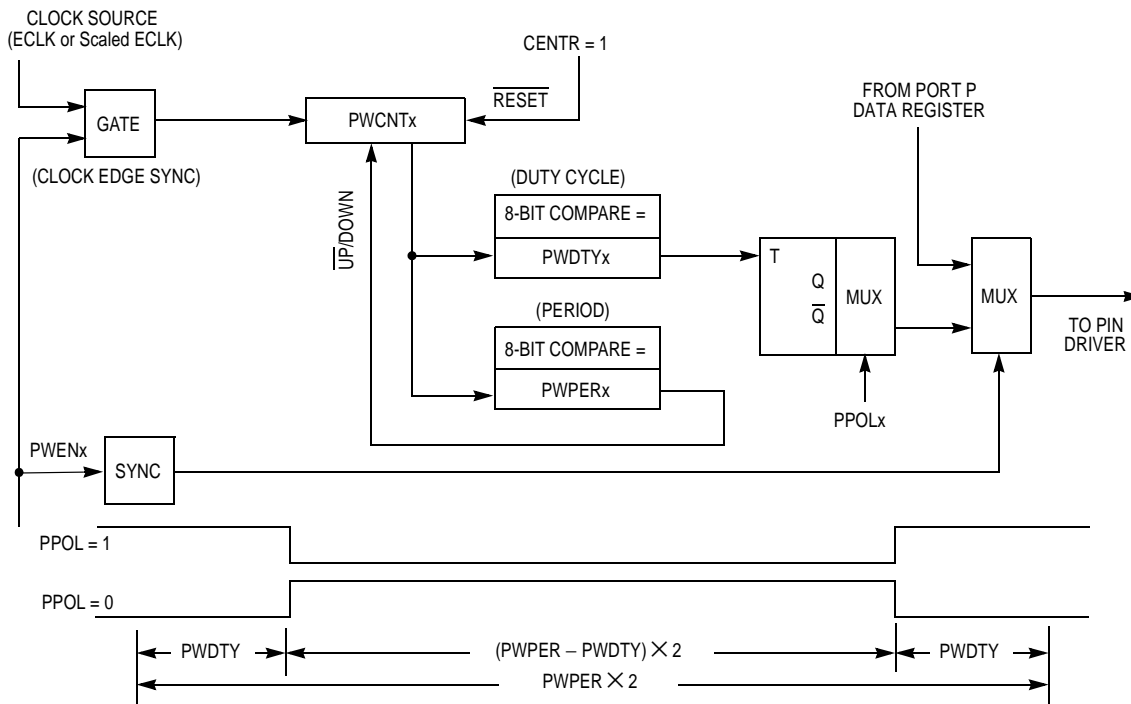 CLOCK SOURCE
(ECLK or Scaled ECLK)
CENTR = 1
FROM PORT P
DATA REGISTER
RESET
GATE
PWCNTx
(CLOCK EDGE SYNC)
UP/DOWN
(DUTY CYCLE)
8-BIT COMPARE =
PWDTYx
T
Q
Q
MUX
MUX
TO PIN
DRIVER
(PERIOD)
8-BIT COMPARE =
PWPERx
PPOLx
PWENx
SYNC
PPOL = 1
PPOL = 0
PWDTY
(PWPER – PWDTY) × 2
PWDTY
PWPER × 2